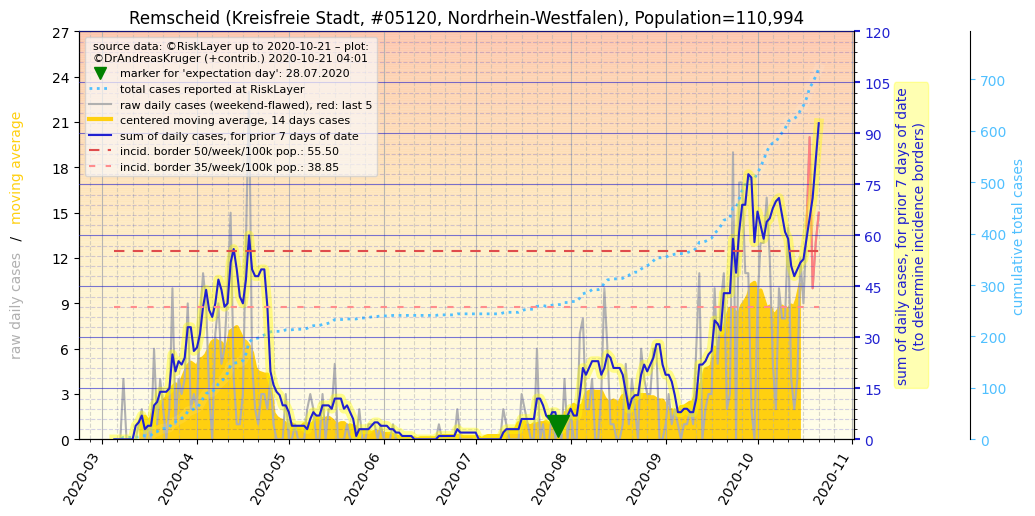 Remscheid (Kreisfreie Stadt, #05120, Nordrhein-Westfalen), Population=110,994
source data: ©RiskLayer up to 2020-10-21 – plot:
©DrAndreasKruger (+contrib.) 2020-10-21 04:01
marker for 'expectation day': 28.07.2020
total cases reported at RiskLayer
raw daily cases (weekend-flawed), red: last 5
centered moving average, 14 days cases
sum of daily cases, for prior 7 days of date
incid. border 50/week/100k pop.: 55.50
incid. border 35/week/100k pop.: 38.85
raw daily cases / moving average
27
24
21
18
15
12
9
6
3
0
120
105
90
75
60
45
30
15
0
sum of daily cases, for prior 7 days of date
(to determine incidence borders)
700
600
500
400
300
200
100
0
cumulative total cases
2020-03
2020-04
2020-05
2020-06
2020-07
2020-08
2020-09
2020-10
2020-11